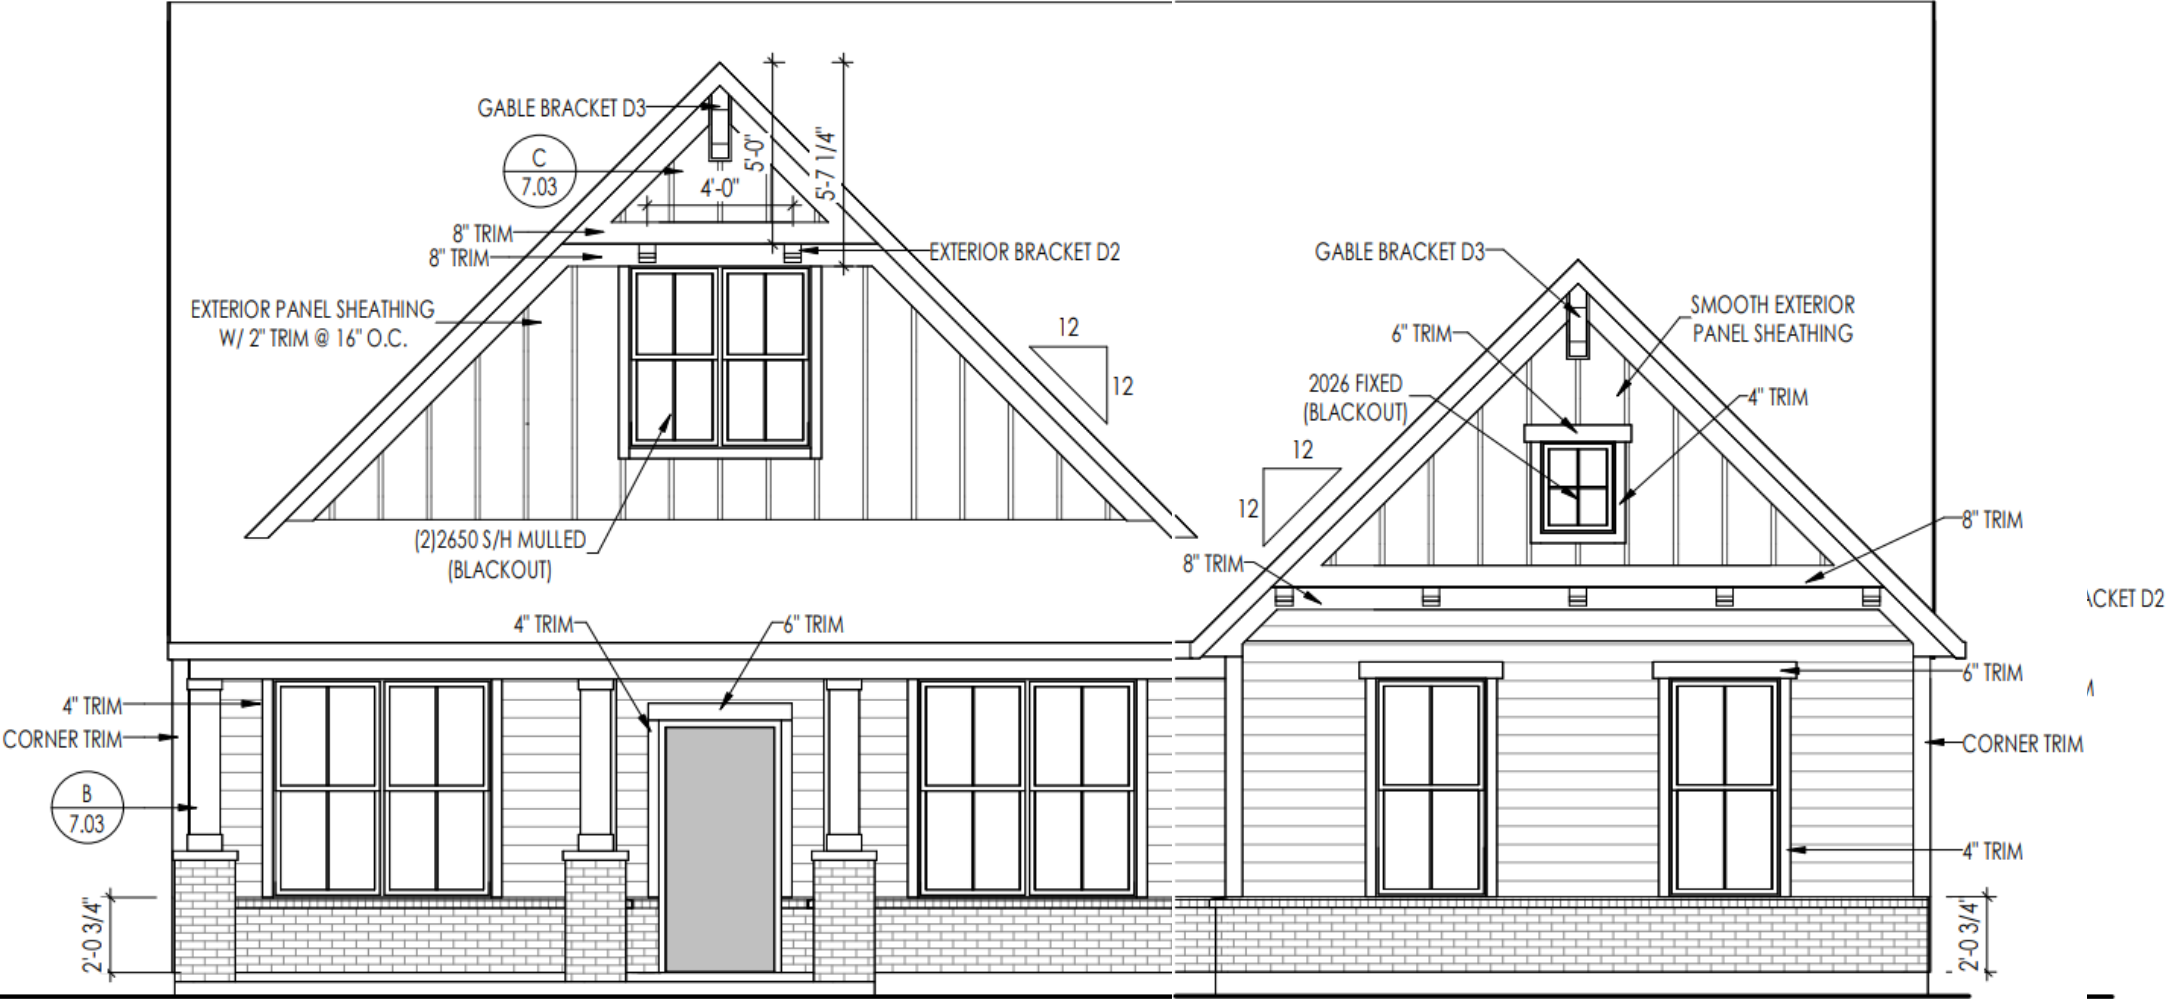 GABLE BRACKET D3
C
7.03
5'-0"
5'-7 1/4"
4'-0"
8" TRIM
8" TRIM
EXTERIOR BRACKET D2
EXTERIOR PANEL SHEATHING
W/ 2" TRIM @ 16" O.C.
12
12
(2)2650 S/H MULLED
(BLACKOUT)
4" TRIM
6" TRIM
4" TRIM
CORNER TRIM
B
7.03
2'-0 3/4"
GABLE BRACKET D3
SMOOTH EXTERIOR
PANEL SHEATHING
6" TRIM
2026 FIXED
(BLACKOUT)
4" TRIM
12
12
8" TRIM
8" TRIM
ACKET D2
6" TRIM
CORNER TRIM
4" TRIM
2'-0 3/4"